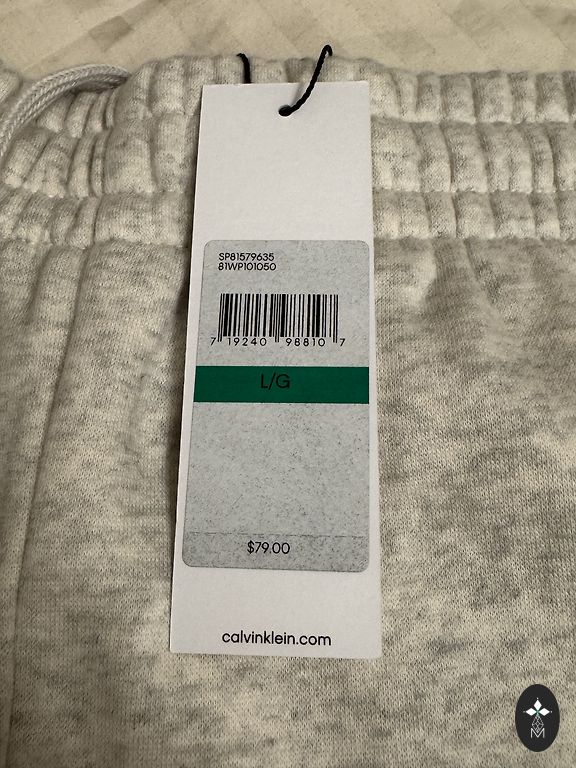 SP81579635
81WP101050
7 19240 98810 7
L/G
$79.00
calvinklein.com
M